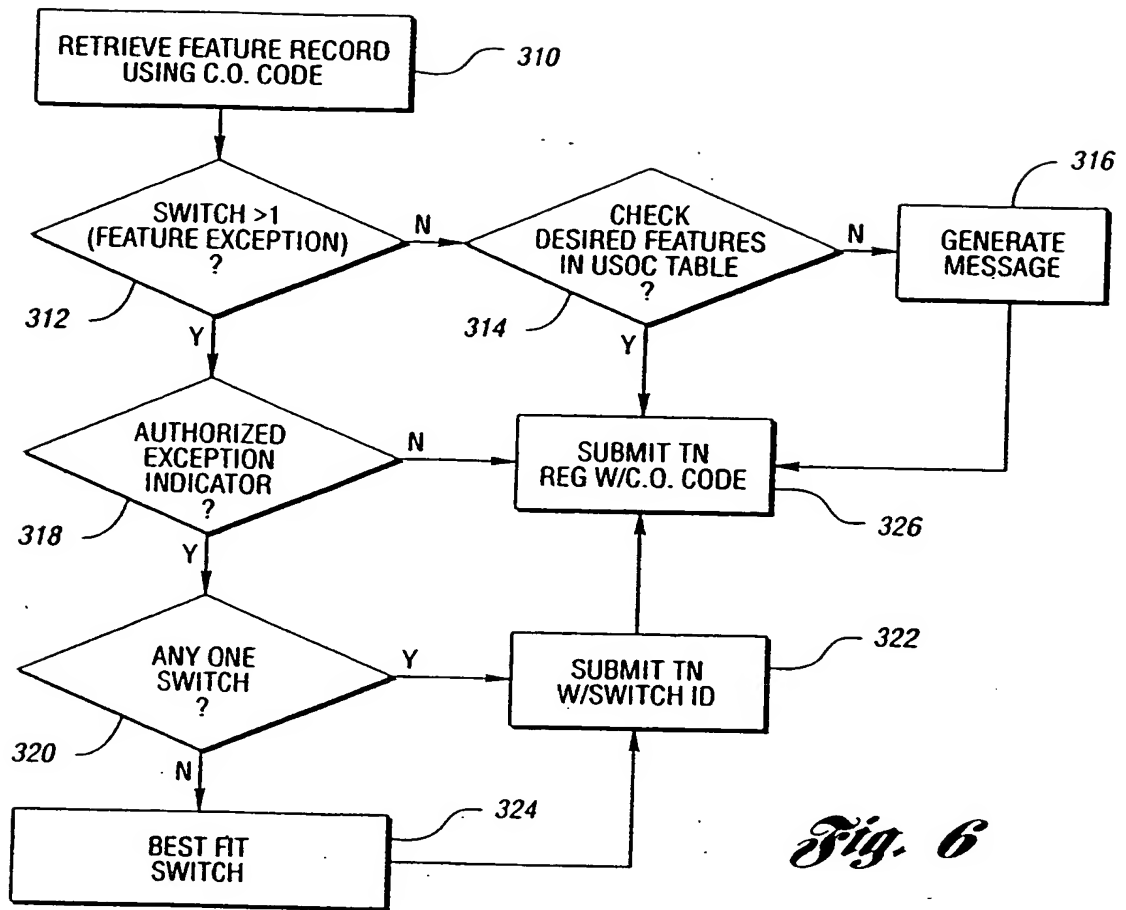 RETRIEVE FEATURE RECORD
USING C.O. CODE
310
SWITCH >1
(FEATURE EXCEPTION)
?
312
N
Y
CHECK
DESIRED FEATURES
IN USOC TABLE
?
314
N
Y
316
GENERATE
MESSAGE
AUTHORIZED
EXCEPTION
INDICATOR
?
318
N
Y
SUBMIT TN
REG W/C.O. CODE
326
ANY ONE
SWITCH
?
320
Y
N
SUBMIT TN
W/SWITCH ID
322
BEST FIT
SWITCH
324
Fig. 6